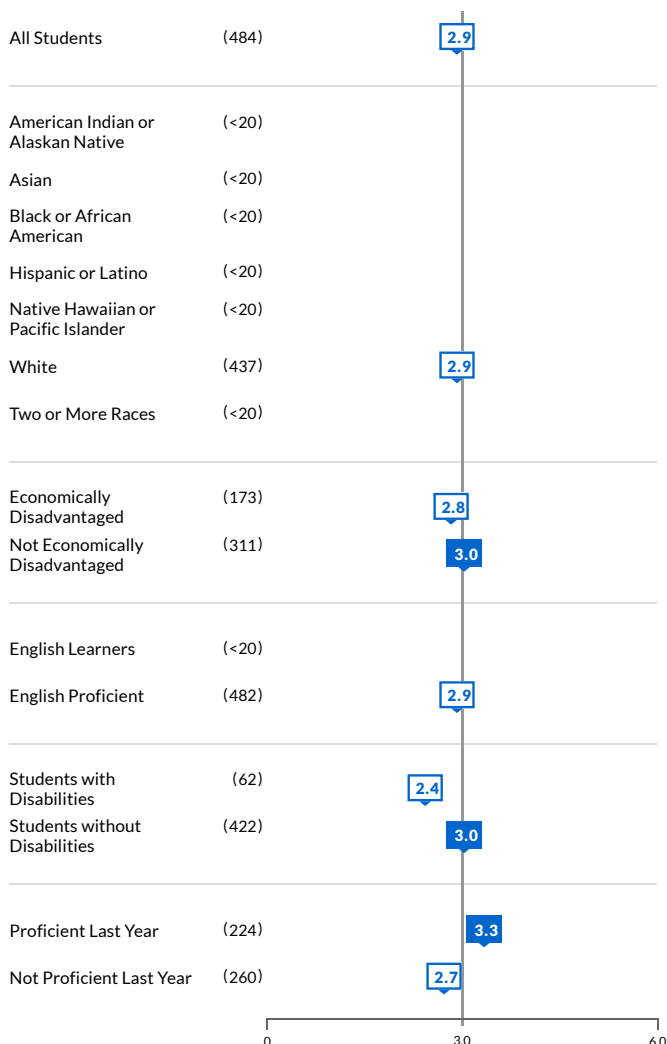 All Students (484) 2.9
American Indian or (<20)
Alaskan Native
Asian (<20)
Black or African (<20)
American
Hispanic or Latino (<20)
Native Hawaiian or (<20)
Pacific Islander
White (437) 2.9
Two or More Races (<20)
Economically (173) 2.8
Disadvantaged
Not Economically (311) 3.0
Disadvantaged
English Learners (<20)
English Proficient (482) 2.9
Students with (62) 2.4
Disabilities
Students without (422) 3.0
Disabilities
Proficient Last Year (224) 3.3
Not Proficient Last Year (260) 2.7
0 3.0 6.0